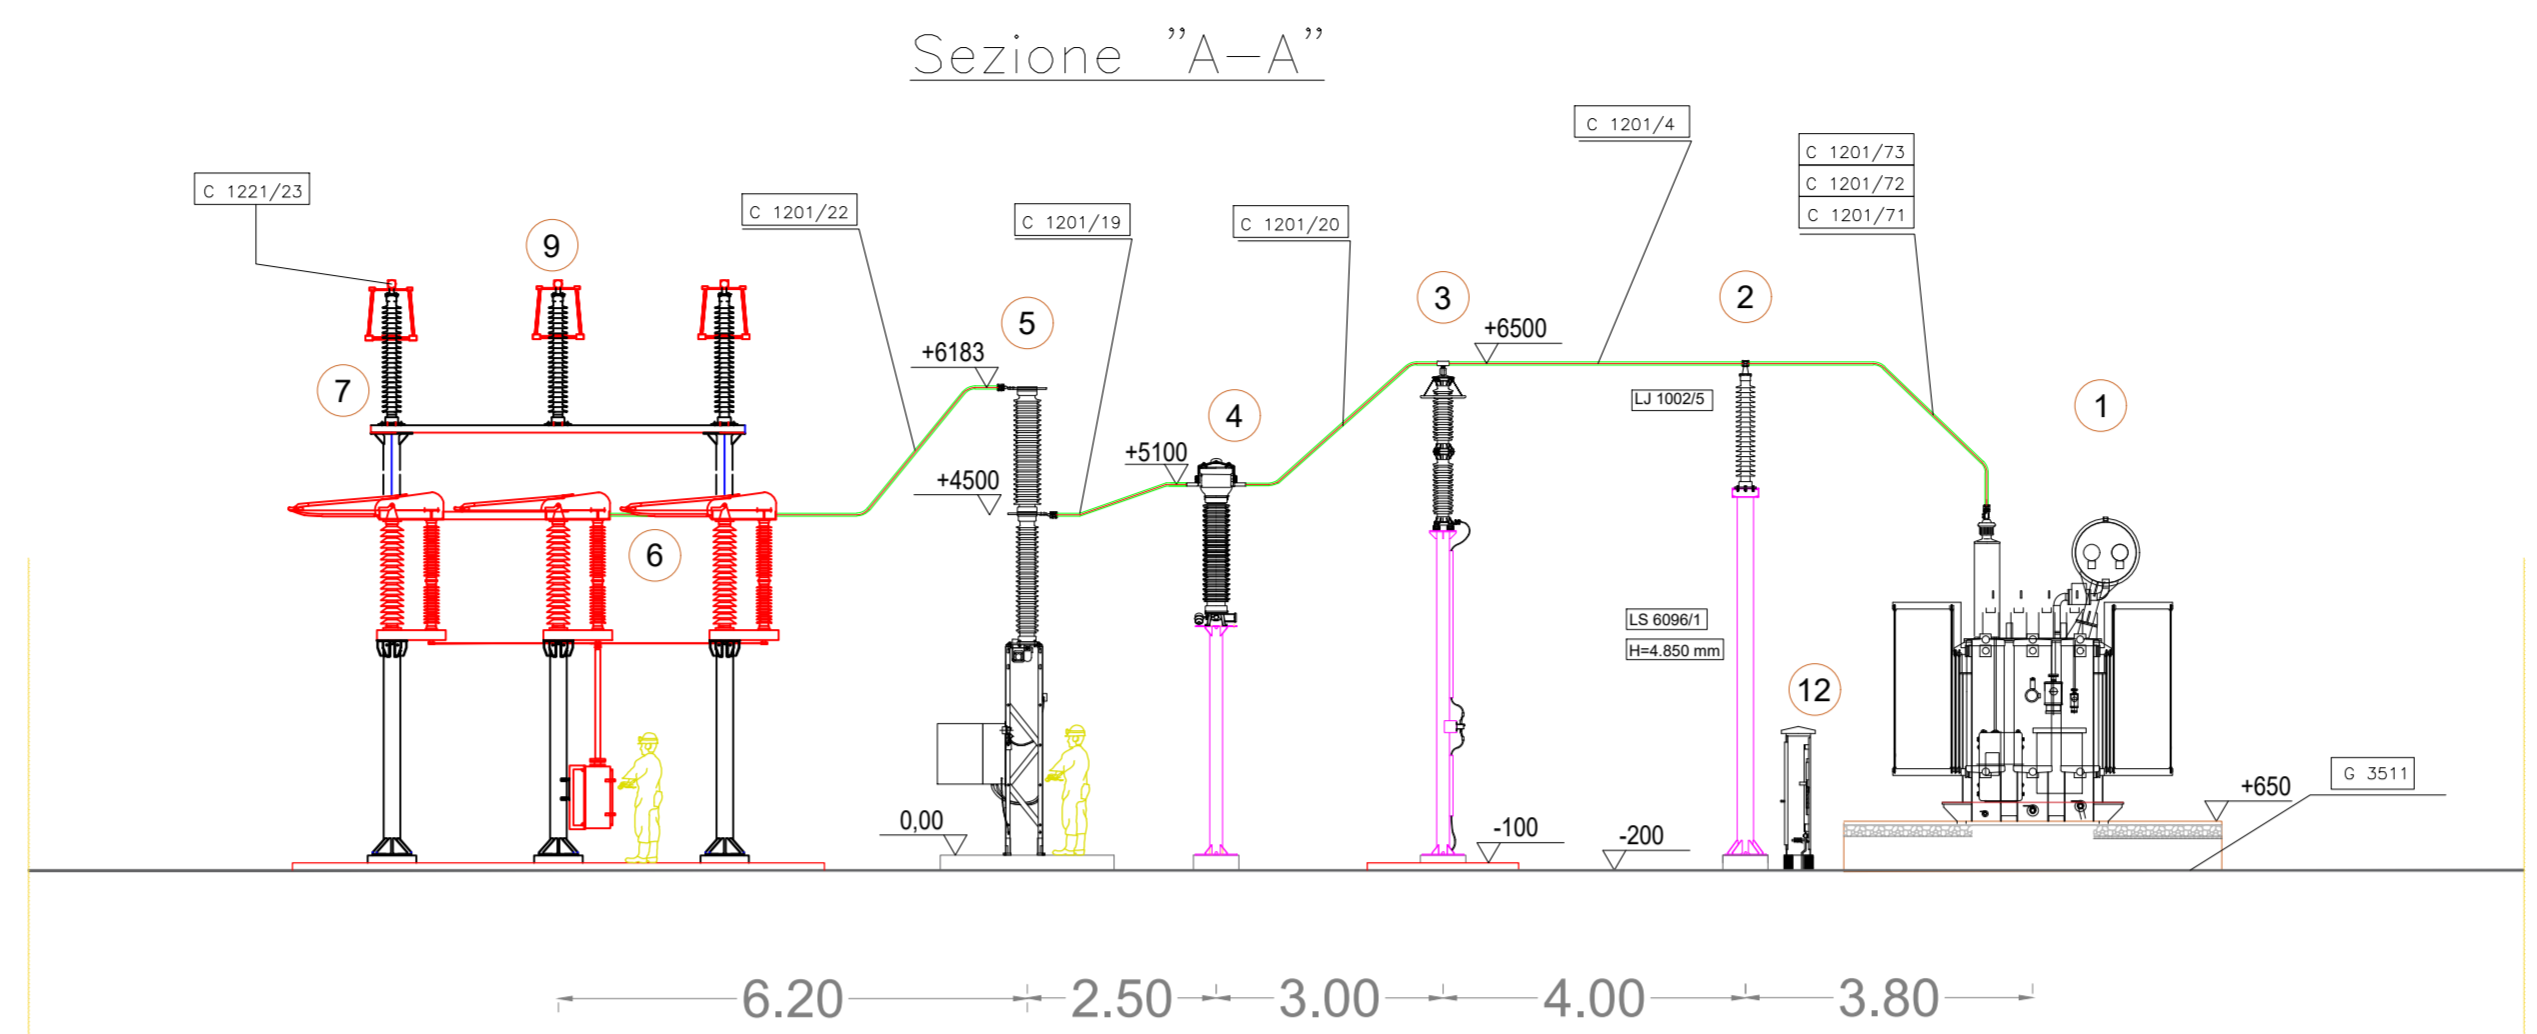 Sezione "A-A"
C 1201/4
C 1201/73
C 1201/72
C 1201/71
C 1221/23
C 1201/22
C 1201/19
C 1201/20
9
5
3
2
+6183
+6500
7
4
1
LJ 1002/5
+4500
+5100
6
LS 6096/1
H=4.850 mm
12
G 3511
+650
0,00
-100
-200
6.20
2.50
3.00
4.00
3.80